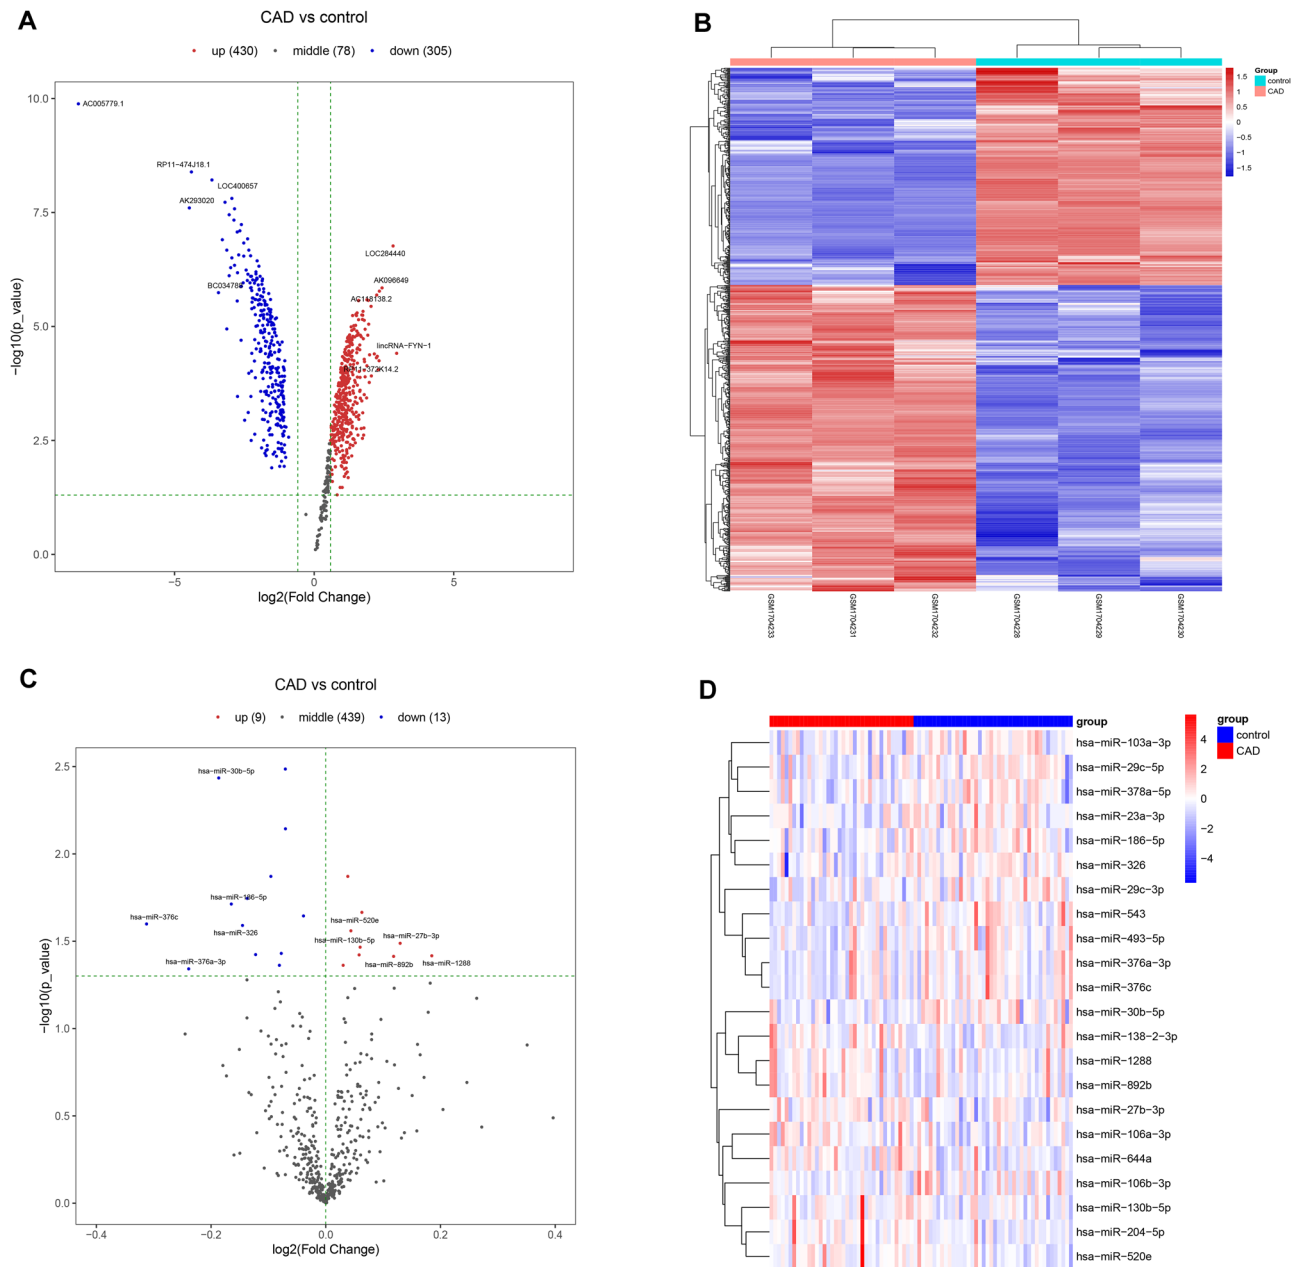 A
CAD vs control
up (430) middle (78) down (305)
10.0
7.5
5.0
2.5
0.0
−log10(p_value)
AC005779.1
RP11−474J18.1
LOC400657
AK293020
BC034788
LOC284440
AK096649
AC118138.2
lincRNA−FYN−1
RP11−372K14.2
−5 0 5
log2(Fold Change)
B
Group
control
CAD
1.5
1
0.5
0
−0.5
−1
−1.5
GSM1704233
GSM1704231
GSM1704232
GSM1704228
GSM1704229
GSM1704230
C
CAD vs control
up (9) middle (439) down (13)
2.5
2.0
1.5
1.0
0.5
0.0
−log10(p_value)
hsa−miR−30b−5p
hsa−miR−186−5p
hsa−miR−376c
hsa−miR−326
hsa−miR−376a−3p
hsa−miR−520e
hsa−miR−130b−5p
hsa−miR−27b−3p
hsa−miR−892b
hsa−miR−1288
−0.4 −0.2 0.0 0.2 0.4
log2(Fold Change)
D
group
hsa−miR−103a−3p
hsa−miR−29c−5p
hsa−miR−378a−5p
hsa−miR−23a−3p
hsa−miR−186−5p
hsa−miR−326
hsa−miR−29c−3p
hsa−miR−543
hsa−miR−493−5p
hsa−miR−376a−3p
hsa−miR−376c
hsa−miR−30b−5p
hsa−miR−138−2−3p
hsa−miR−1288
hsa−miR−892b
hsa−miR−27b−3p
hsa−miR−106a−3p
hsa−miR−644a
hsa−miR−106b−3p
hsa−miR−130b−5p
hsa−miR−204−5p
hsa−miR−520e
4
2
0
−2
−4
group
control
CAD